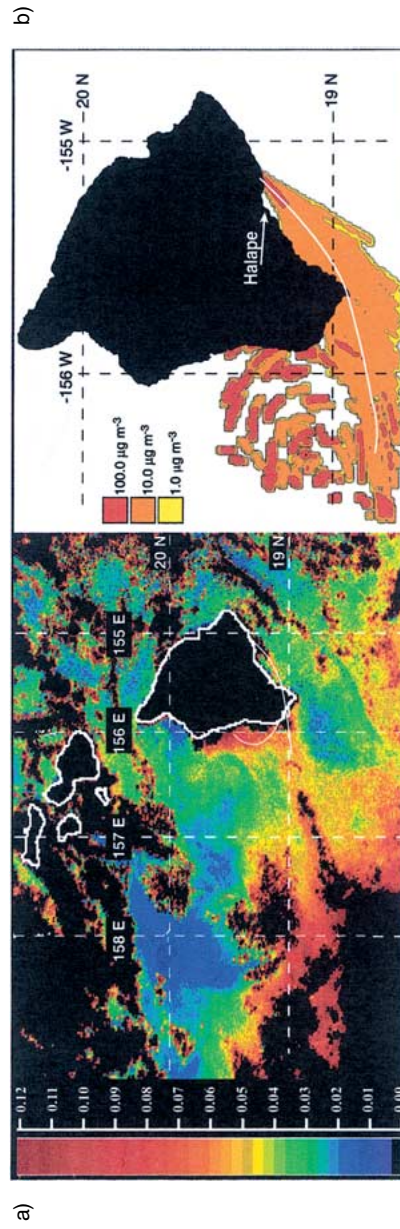 a)
0.12
0.11
0.10
0.09
0.08
0.07
0.06
0.05
0.04
0.03
0.02
0.01
0.00
158 E
157 E
156 E
155 E
20 N
19 N
b)
100.0 µg m⁻³
10.0 µg m⁻³
1.0 µg m⁻³
-156 W
-155 W
20 N
19 N
Halape